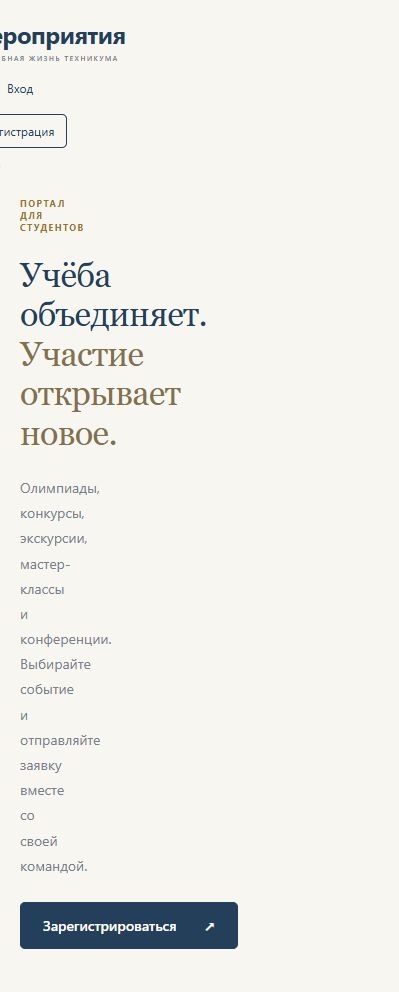 ероприятия
БНАЯ ЖИЗНЬ ТЕХНИКУМА
Вход
гистрация
ПОРТАЛ
ДЛЯ
СТУДЕНТОВ
Учёба
объединяет.
Участие
открывает
новое.
Олимпиады,
конкурсы,
экскурсии,
мастер-
классы
и
конференции.
Выбирайте
событие
и
отправляйте
заявку
вместе
со
своей
командой.
Зарегистрироваться ↗